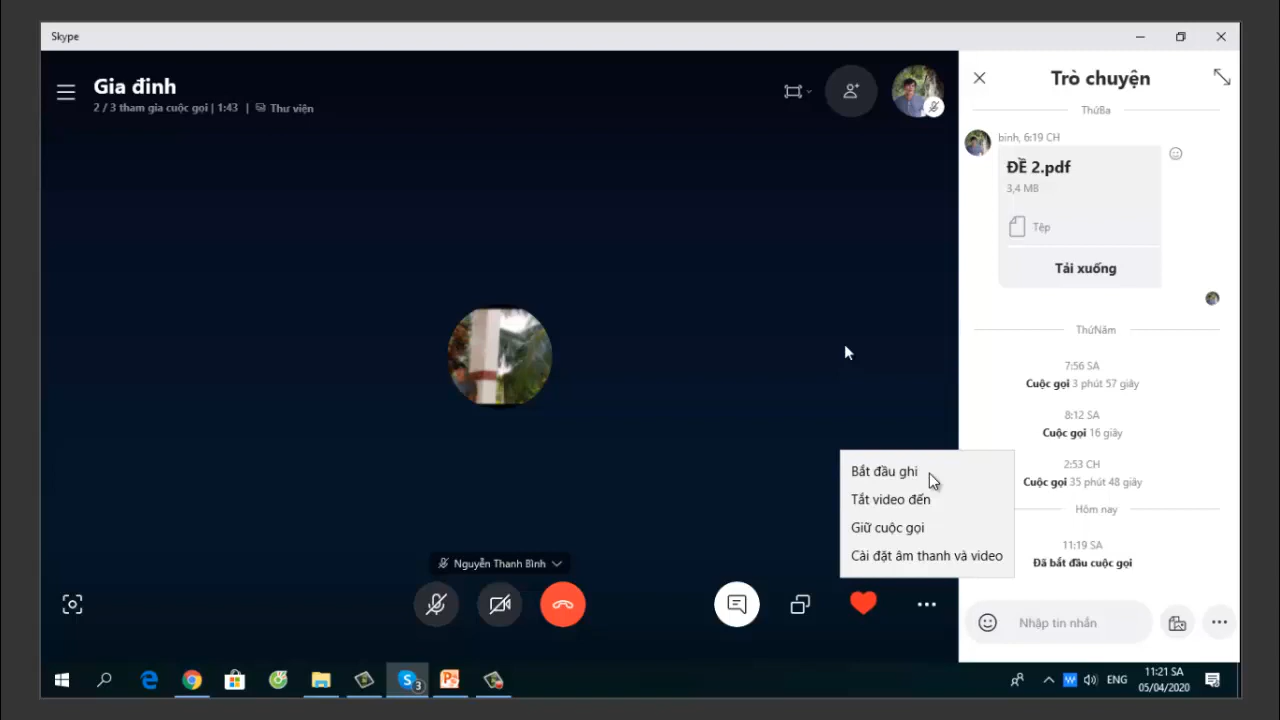 Skype
Gia đinh
2 / 3 tham gia cuộc gọi | 1:43 | Thư viện
Nguyễn Thanh Bình
Bắt đầu ghi
Tắt video đến
Giữ cuộc gọi
Cài đặt âm thanh và video
Trò chuyện
ThứBa
binh, 6:19 CH
ĐỀ 2.pdf
3,4 MB
Tệp
Tải xuống
ThứNăm
7:56 SA
Cuộc gọi 3 phút 57 giây
8:12 SA
Cuộc gọi 16 giây
2:53 CH
Cuộc gọi 35 phút 48 giây
Hôm nay
11:19 SA
Đã bắt đầu cuộc gọi
Nhập tin nhắn
3
ENG
11:21 SA
05/04/2020